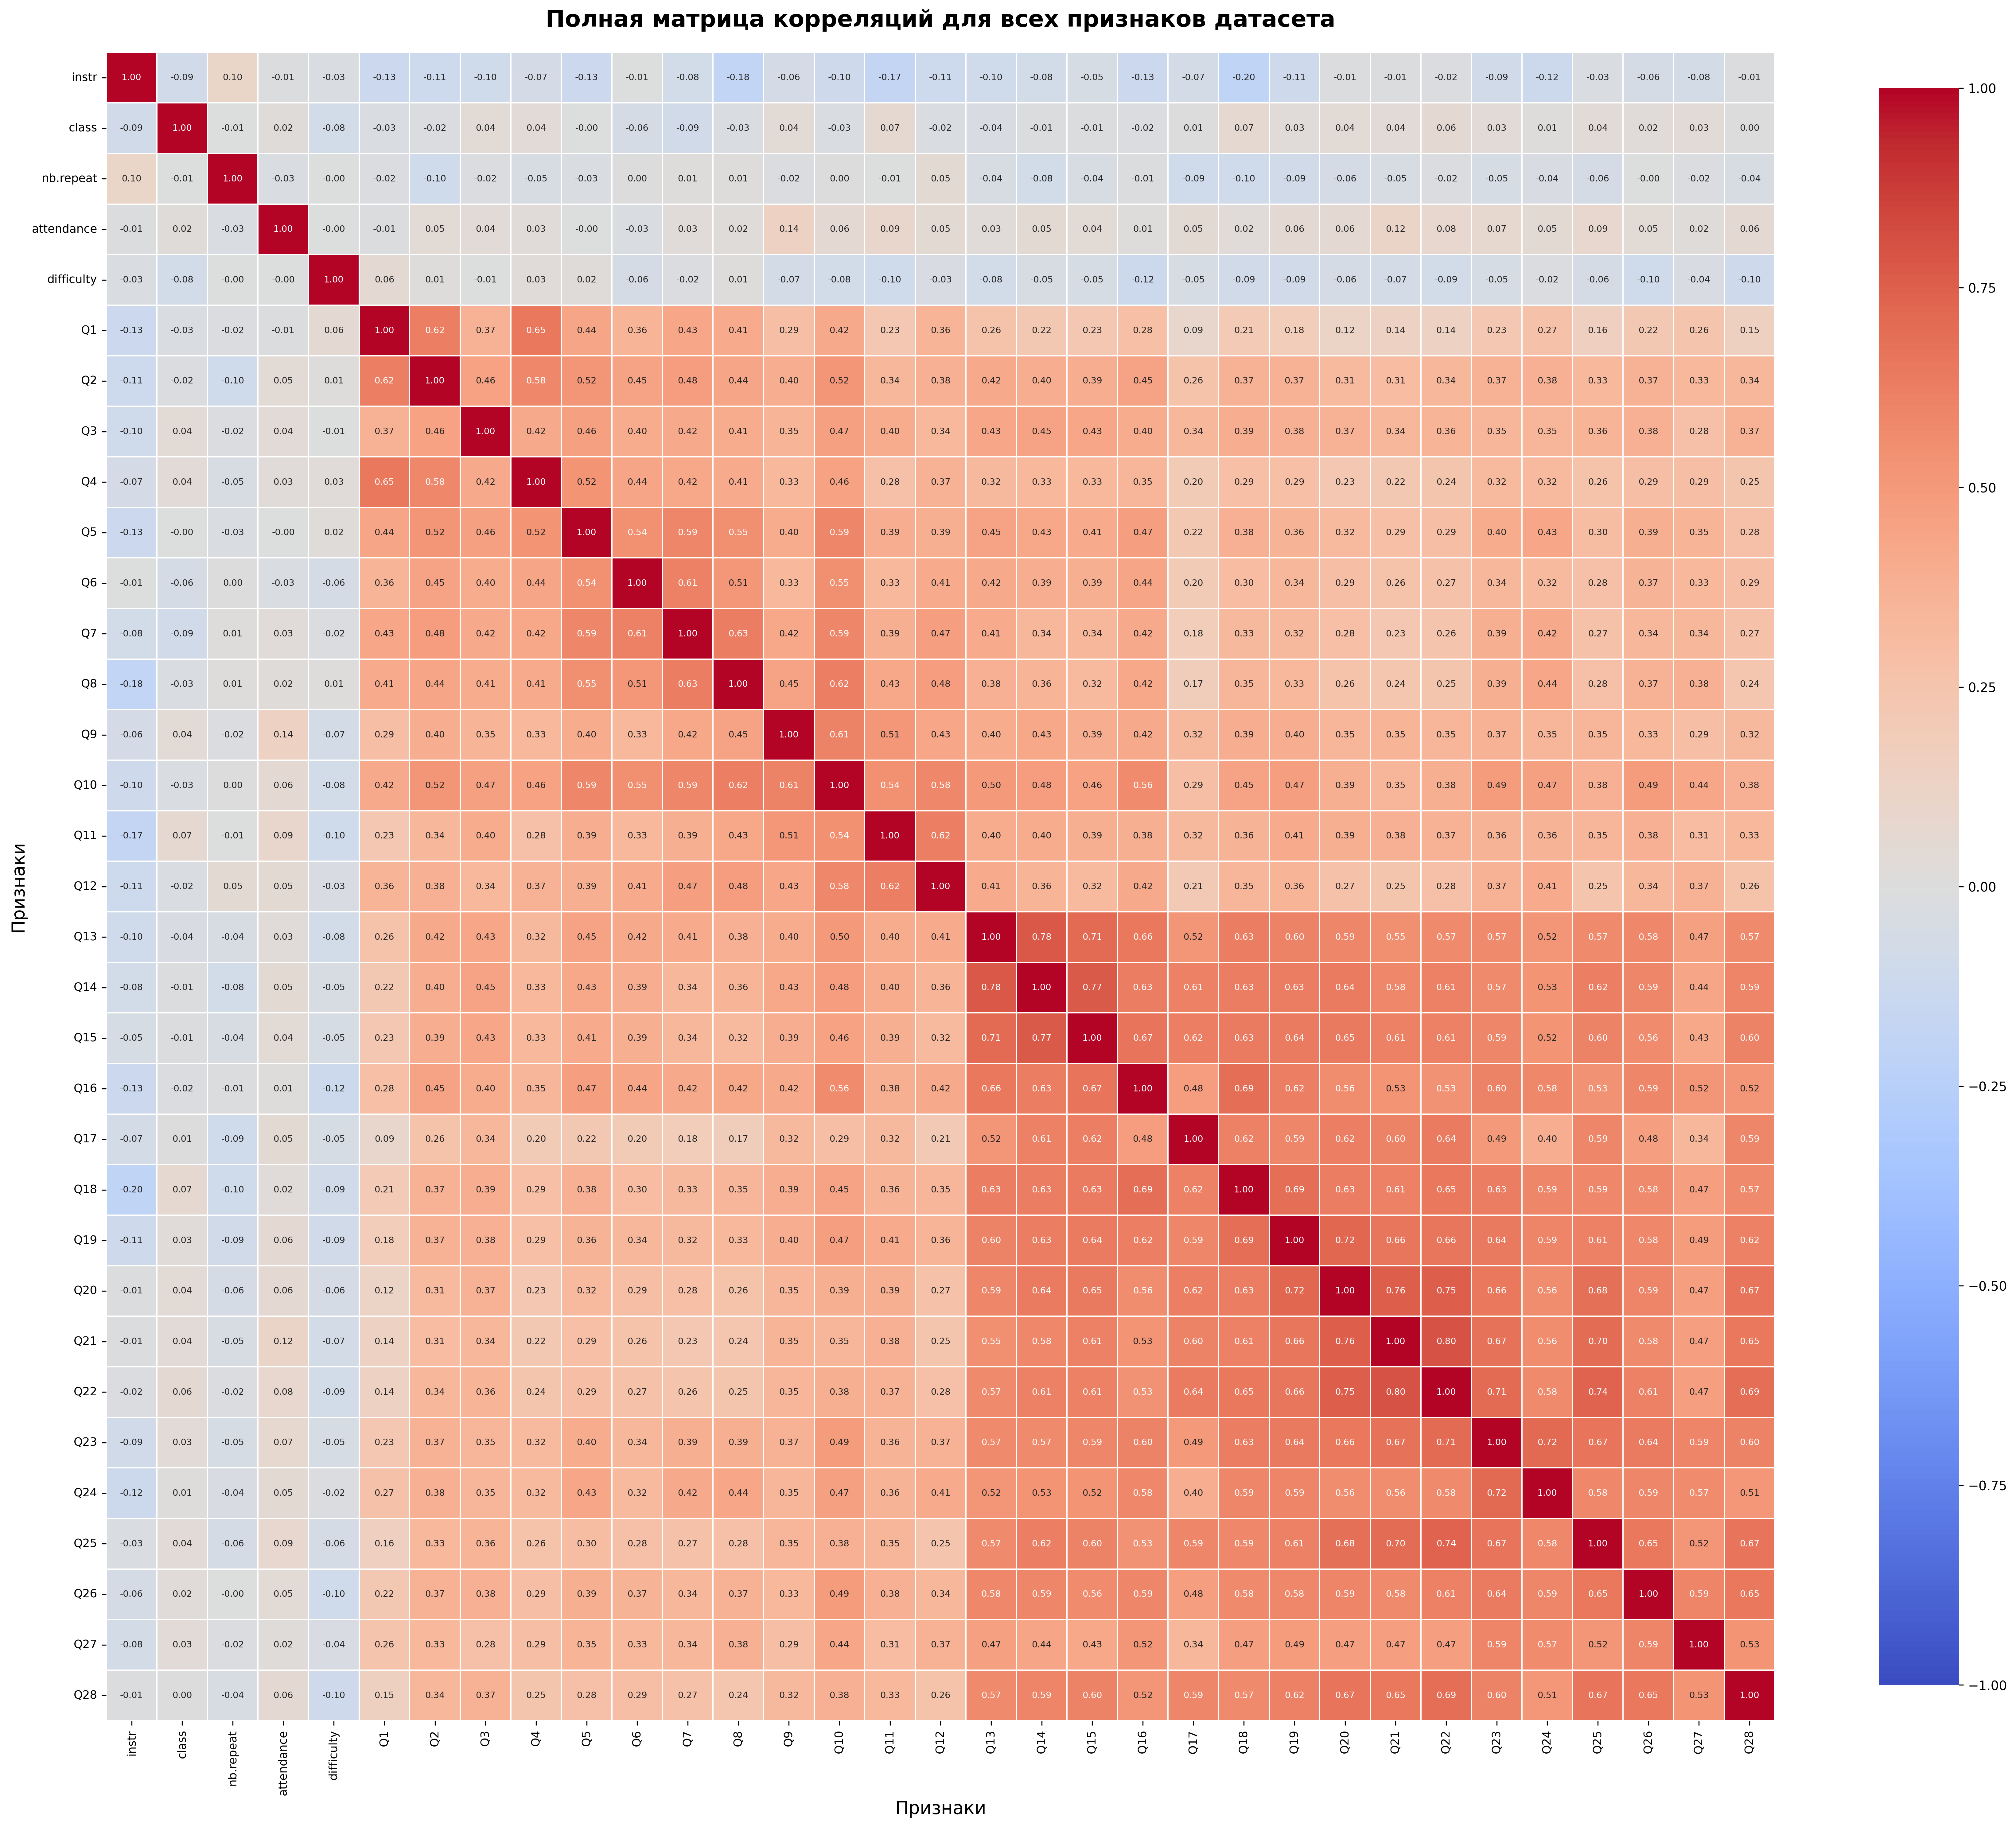 Полная матрица корреляций для всех признаков датасета
instr 1.00 -0.09 0.10 -0.01 -0.03 -0.13 -0.11 -0.10 -0.07 -0.13 -0.01 -0.08 -0.18 -0.06 -0.10 -0.17 -0.11 -0.10 -0.08 -0.05 -0.13 -0.07 -0.20 -0.11 -0.01 -0.01 -0.02 -0.09 -0.12 -0.03 -0.06 -0.08 -0.01
class -0.09 1.00 -0.01 0.02 -0.08 -0.03 -0.02 0.04 0.04 -0.00 -0.06 -0.09 -0.03 0.04 -0.03 0.07 -0.02 -0.04 -0.01 -0.01 -0.02 0.01 0.07 0.03 0.04 0.04 0.06 0.03 0.01 0.04 0.02 0.03 0.00
nb.repeat 0.10 -0.01 1.00 -0.03 -0.00 -0.02 -0.10 -0.02 -0.05 -0.03 0.00 0.01 0.01 -0.02 0.00 -0.01 0.05 -0.04 -0.08 -0.04 -0.01 -0.09 -0.10 -0.09 -0.06 -0.05 -0.02 -0.05 -0.04 -0.06 -0.00 -0.02 -0.04
attendance -0.01 0.02 -0.03 1.00 -0.00 -0.01 0.05 0.04 0.03 -0.00 -0.03 0.03 0.02 0.14 0.06 0.09 0.05 0.03 0.05 0.04 0.01 0.05 0.02 0.06 0.06 0.12 0.08 0.07 0.05 0.09 0.05 0.02 0.06
difficulty -0.03 -0.08 -0.00 -0.00 1.00 0.06 0.01 -0.01 0.03 0.02 -0.06 -0.02 0.01 -0.07 -0.08 -0.10 -0.03 -0.08 -0.05 -0.05 -0.12 -0.05 -0.09 -0.09 -0.06 -0.07 -0.09 -0.05 -0.02 -0.06 -0.10 -0.04 -0.10
Q1 -0.13 -0.03 -0.02 -0.01 0.06 1.00 0.62 0.37 0.65 0.44 0.36 0.43 0.41 0.29 0.42 0.23 0.36 0.26 0.22 0.23 0.28 0.09 0.21 0.18 0.12 0.14 0.14 0.23 0.27 0.16 0.22 0.26 0.15
Q2 -0.11 -0.02 -0.10 0.05 0.01 0.62 1.00 0.46 0.58 0.52 0.45 0.48 0.44 0.40 0.52 0.34 0.38 0.42 0.40 0.39 0.45 0.26 0.37 0.37 0.31 0.31 0.34 0.37 0.38 0.33 0.37 0.33 0.34
Q3 -0.10 0.04 -0.02 0.04 -0.01 0.37 0.46 1.00 0.42 0.46 0.40 0.42 0.41 0.35 0.47 0.40 0.34 0.43 0.45 0.43 0.40 0.34 0.39 0.38 0.37 0.34 0.36 0.35 0.35 0.36 0.38 0.28 0.37
Q4 -0.07 0.04 -0.05 0.03 0.03 0.65 0.58 0.42 1.00 0.52 0.44 0.42 0.41 0.33 0.46 0.28 0.37 0.32 0.33 0.33 0.35 0.20 0.29 0.29 0.23 0.22 0.24 0.32 0.32 0.26 0.29 0.29 0.25
Q5 -0.13 -0.00 -0.03 -0.00 0.02 0.44 0.52 0.46 0.52 1.00 0.54 0.59 0.55 0.40 0.59 0.39 0.39 0.45 0.43 0.41 0.47 0.22 0.38 0.36 0.32 0.29 0.29 0.40 0.43 0.30 0.39 0.35 0.28
Q6 -0.01 -0.06 0.00 -0.03 -0.06 0.36 0.45 0.40 0.44 0.54 1.00 0.61 0.51 0.33 0.55 0.33 0.41 0.42 0.39 0.39 0.44 0.20 0.30 0.34 0.29 0.26 0.27 0.34 0.32 0.28 0.37 0.33 0.29
Q7 -0.08 -0.09 0.01 0.03 -0.02 0.43 0.48 0.42 0.42 0.59 0.61 1.00 0.63 0.42 0.59 0.39 0.47 0.41 0.34 0.34 0.42 0.18 0.33 0.32 0.28 0.23 0.26 0.39 0.42 0.27 0.34 0.34 0.27
Q8 -0.18 -0.03 0.01 0.02 0.01 0.41 0.44 0.41 0.41 0.55 0.51 0.63 1.00 0.45 0.62 0.43 0.48 0.38 0.36 0.32 0.42 0.17 0.35 0.33 0.26 0.24 0.25 0.39 0.44 0.28 0.37 0.38 0.24
Q9 -0.06 0.04 -0.02 0.14 -0.07 0.29 0.40 0.35 0.33 0.40 0.33 0.42 0.45 1.00 0.61 0.51 0.43 0.40 0.43 0.39 0.42 0.32 0.39 0.40 0.35 0.35 0.35 0.37 0.35 0.35 0.33 0.29 0.32
Q10 -0.10 -0.03 0.00 0.06 -0.08 0.42 0.52 0.47 0.46 0.59 0.55 0.59 0.62 0.61 1.00 0.54 0.58 0.50 0.48 0.46 0.56 0.29 0.45 0.47 0.39 0.35 0.38 0.49 0.47 0.38 0.49 0.44 0.38
Q11 -0.17 0.07 -0.01 0.09 -0.10 0.23 0.34 0.40 0.28 0.39 0.33 0.39 0.43 0.51 0.54 1.00 0.62 0.40 0.40 0.39 0.38 0.32 0.36 0.41 0.39 0.38 0.37 0.36 0.36 0.35 0.38 0.31 0.33
Q12 -0.11 -0.02 0.05 0.05 -0.03 0.36 0.38 0.34 0.37 0.39 0.41 0.47 0.48 0.43 0.58 0.62 1.00 0.41 0.36 0.32 0.42 0.21 0.35 0.36 0.27 0.25 0.28 0.37 0.41 0.25 0.34 0.37 0.26
Q13 -0.10 -0.04 -0.04 0.03 -0.08 0.26 0.42 0.43 0.32 0.45 0.42 0.41 0.38 0.40 0.50 0.40 0.41 1.00 0.78 0.71 0.66 0.52 0.63 0.60 0.59 0.55 0.57 0.57 0.52 0.57 0.58 0.47 0.57
Q14 -0.08 -0.01 -0.08 0.05 -0.05 0.22 0.40 0.45 0.33 0.43 0.39 0.34 0.36 0.43 0.48 0.40 0.36 0.78 1.00 0.77 0.63 0.61 0.63 0.63 0.64 0.58 0.61 0.57 0.53 0.62 0.59 0.44 0.59
Q15 -0.05 -0.01 -0.04 0.04 -0.05 0.23 0.39 0.43 0.33 0.41 0.39 0.34 0.32 0.39 0.46 0.39 0.32 0.71 0.77 1.00 0.67 0.62 0.63 0.64 0.65 0.61 0.61 0.59 0.52 0.60 0.56 0.43 0.60
Q16 -0.13 -0.02 -0.01 0.01 -0.12 0.28 0.45 0.40 0.35 0.47 0.44 0.42 0.42 0.42 0.56 0.38 0.42 0.66 0.63 0.67 1.00 0.48 0.69 0.62 0.56 0.53 0.53 0.60 0.58 0.53 0.59 0.52 0.52
Q17 -0.07 0.01 -0.09 0.05 -0.05 0.09 0.26 0.34 0.20 0.22 0.20 0.18 0.17 0.32 0.29 0.32 0.21 0.52 0.61 0.62 0.48 1.00 0.62 0.59 0.62 0.60 0.64 0.49 0.40 0.59 0.48 0.34 0.59
Q18 -0.20 0.07 -0.10 0.02 -0.09 0.21 0.37 0.39 0.29 0.38 0.30 0.33 0.35 0.39 0.45 0.36 0.35 0.63 0.63 0.63 0.69 0.62 1.00 0.69 0.63 0.61 0.65 0.63 0.59 0.59 0.58 0.47 0.57
Q19 -0.11 0.03 -0.09 0.06 -0.09 0.18 0.37 0.38 0.29 0.36 0.34 0.32 0.33 0.40 0.47 0.41 0.36 0.60 0.63 0.64 0.62 0.59 0.69 1.00 0.72 0.66 0.66 0.64 0.59 0.61 0.58 0.49 0.62
Q20 -0.01 0.04 -0.06 0.06 -0.06 0.12 0.31 0.37 0.23 0.32 0.29 0.28 0.26 0.35 0.39 0.39 0.27 0.59 0.64 0.65 0.56 0.62 0.63 0.72 1.00 0.76 0.75 0.66 0.56 0.68 0.59 0.47 0.67
Q21 -0.01 0.04 -0.05 0.12 -0.07 0.14 0.31 0.34 0.22 0.29 0.26 0.23 0.24 0.35 0.35 0.38 0.25 0.55 0.58 0.61 0.53 0.60 0.61 0.66 0.76 1.00 0.80 0.67 0.56 0.70 0.58 0.47 0.65
Q22 -0.02 0.06 -0.02 0.08 -0.09 0.14 0.34 0.36 0.24 0.29 0.27 0.26 0.25 0.35 0.38 0.37 0.28 0.57 0.61 0.61 0.53 0.64 0.65 0.66 0.75 0.80 1.00 0.71 0.58 0.74 0.61 0.47 0.69
Q23 -0.09 0.03 -0.05 0.07 -0.05 0.23 0.37 0.35 0.32 0.40 0.34 0.39 0.39 0.37 0.49 0.36 0.37 0.57 0.57 0.59 0.60 0.49 0.63 0.64 0.66 0.67 0.71 1.00 0.72 0.67 0.64 0.59 0.60
Q24 -0.12 0.01 -0.04 0.05 -0.02 0.27 0.38 0.35 0.32 0.43 0.32 0.42 0.44 0.35 0.47 0.36 0.41 0.52 0.53 0.52 0.58 0.40 0.59 0.59 0.56 0.56 0.58 0.72 1.00 0.58 0.59 0.57 0.51
Q25 -0.03 0.04 -0.06 0.09 -0.06 0.16 0.33 0.36 0.26 0.30 0.28 0.27 0.28 0.35 0.38 0.35 0.25 0.57 0.62 0.60 0.53 0.59 0.59 0.61 0.68 0.70 0.74 0.67 0.58 1.00 0.65 0.52 0.67
Q26 -0.06 0.02 -0.00 0.05 -0.10 0.22 0.37 0.38 0.29 0.39 0.37 0.34 0.37 0.33 0.49 0.38 0.34 0.58 0.59 0.56 0.59 0.48 0.58 0.58 0.59 0.58 0.61 0.64 0.59 0.65 1.00 0.59 0.65
Q27 -0.08 0.03 -0.02 0.02 -0.04 0.26 0.33 0.28 0.29 0.35 0.33 0.34 0.38 0.29 0.44 0.31 0.37 0.47 0.44 0.43 0.52 0.34 0.47 0.49 0.47 0.47 0.47 0.59 0.57 0.52 0.59 1.00 0.53
Q28 -0.01 0.00 -0.04 0.06 -0.10 0.15 0.34 0.37 0.25 0.28 0.29 0.27 0.24 0.32 0.38 0.33 0.26 0.57 0.59 0.60 0.52 0.59 0.57 0.62 0.67 0.65 0.69 0.60 0.51 0.67 0.65 0.53 1.00
instr class nb.repeat attendance difficulty Q1 Q2 Q3 Q4 Q5 Q6 Q7 Q8 Q9 Q10 Q11 Q12 Q13 Q14 Q15 Q16 Q17 Q18 Q19 Q20 Q21 Q22 Q23 Q24 Q25 Q26 Q27 Q28
Признаки
Признаки
1.00
0.75
0.50
0.25
0.00
−0.25
−0.50
−0.75
−1.00